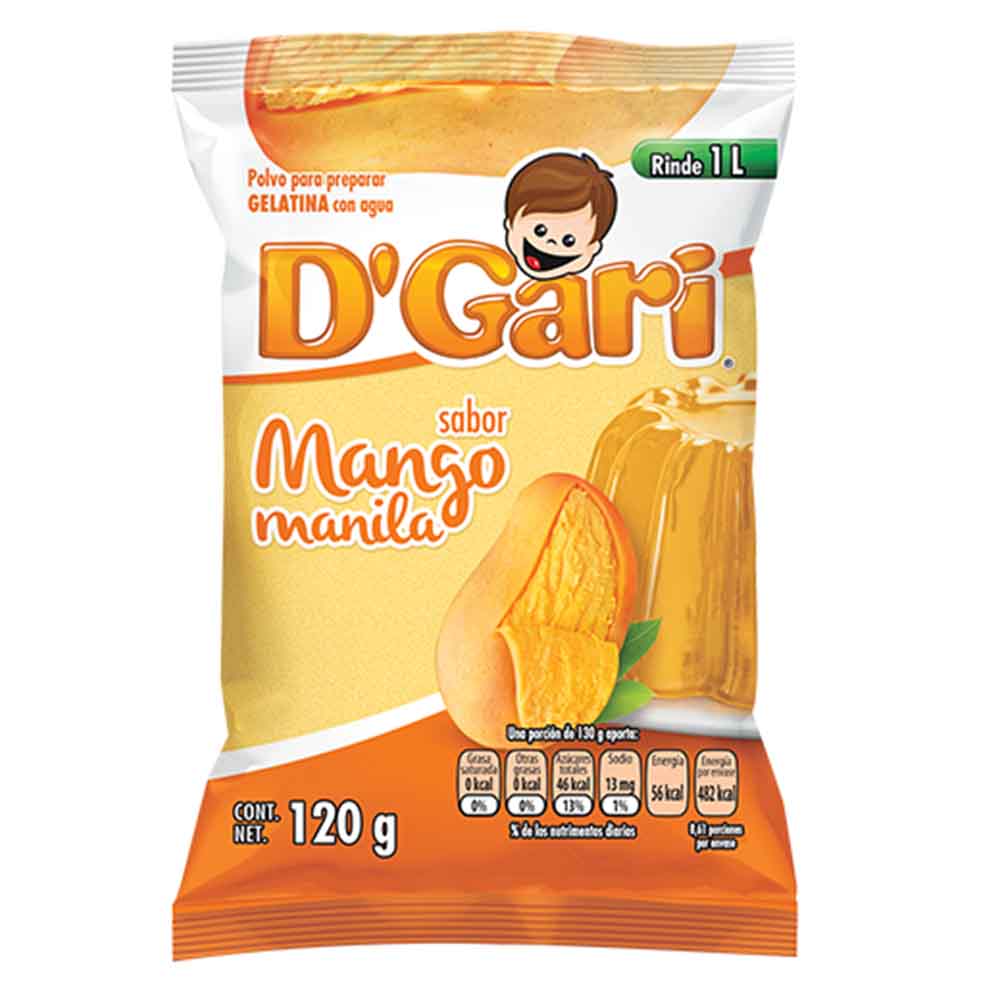 Rinde 1 L
Polvo para preparar
GELATINA con agua
D'Gari
®
sabor
Mango
manila
Una porción de 130 g aporta:
Grasa saturada 0 kcal 0%
Otras grasas 0 kcal 0%
Azúcares totales 46 kcal 13%
Sodio 13 mg 1%
Energía 56 kcal
Energía por envase 482 kcal
% de los nutrimentos diarios
8,61 porciones
por envase
CONT.
NET. 120 g